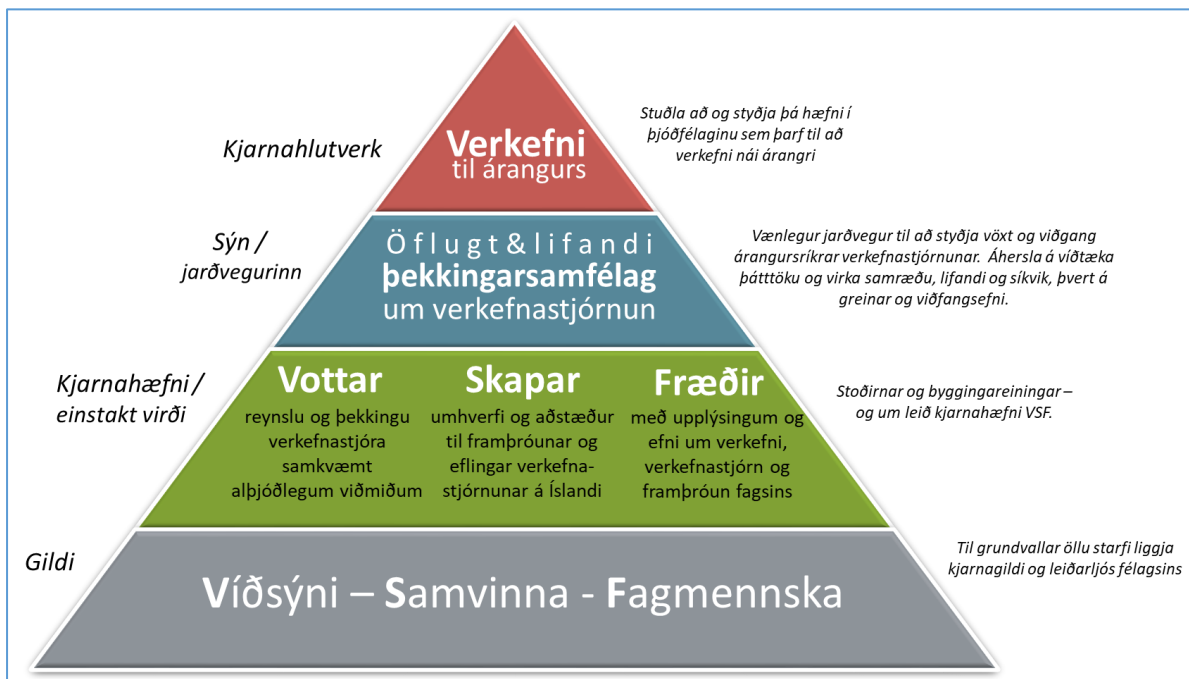 Kjarnahlutverk
Verkefni
til árangurs
Stuðla að og styðja þá hæfni í
þjóðfélaginu sem þarf til að
verkefni nái árangri
Sýn /
jarðvegurinn
Öflugt&lifandi
þekkingarsamfélag
um verkefnastjórnun
Vænlegur jarðvegur til að styðja vöxt og viðgang
árangursríkrar verkefnastjórnunar.  Áhersla á víðtæka
þátttöku og virka samræðu, lifandi og síkvik, þvert á
greinar og viðfangsefni.
Kjarnahæfni /
einstakt virði
Vottar
reynslu og þekkingu
verkefnastjóra
samkvæmt
alþjóðlegum viðmiðum
Skapar
umhverfi og aðstæður
til framþróunar og
eflingar verkefna-
stjórnunar á Íslandi
Fræðir
með upplýsingum og
efni um verkefni,
verkefnastjórn og
framþróun fagsins
Stoðirnar og byggingareiningar –
og um leið kjarnahæfni VSF.
Gildi
Víðsýni – Samvinna - Fagmennska
Til grundvallar öllu starfi liggja
kjarnagildi og leiðarljós félagsins